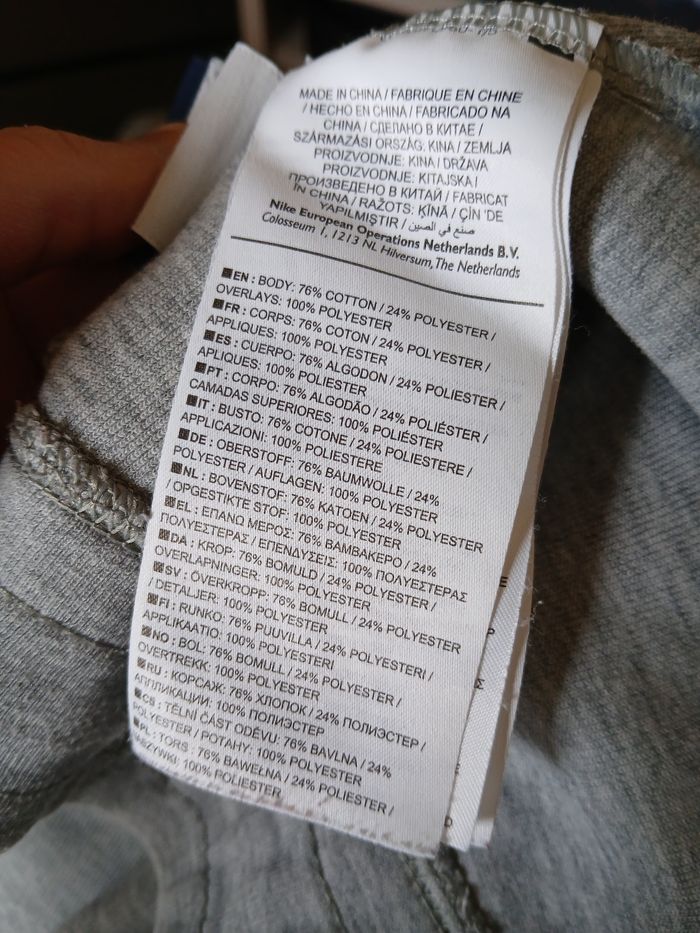 MADE IN CHINA / FABRIQUE EN CHINE
/ HECHO EN CHINA / FABRICADO NA
CHINA / СДЕЛАНО В КИТАЕ /
SZÁRMAZÁSI ORSZÁG: KÍNA / ZEMLJA
PROIZVODNJE: KINA / DRŽAVA
PROIZVODNJE: KITAJSKA /
ПРОИЗВЕДЕНО В КИТАЙ / FABRICAT
ÎN CHINA / RAŽOTS: ĶĪNĀ / ÇİN 'DE
YAPILMIŞTIR / صنع في الصين
Nike European Operations Netherlands B.V.
Colosseum 1, 1213 NL Hilversum, The Netherlands
EN : BODY: 76% COTTON / 24% POLYESTER /
OVERLAYS: 100% POLYESTER
FR : CORPS: 76% COTON / 24% POLYESTER /
APPLIQUES: 100% POLYESTER
ES : CUERPO: 76% ALGODON / 24% POLIESTER /
APLIQUES: 100% POLIESTER
PT : CORPO: 76% ALGODÃO / 24% POLIÉSTER /
CAMADAS SUPERIORES: 100% POLIÉSTER
IT : BUSTO: 76% COTONE / 24% POLIESTERE /
APPLICAZIONI: 100% POLIESTERE
DE : OBERSTOFF: 76% BAUMWOLLE / 24%
POLYESTER / AUFLAGEN: 100% POLYESTER
NL : BOVENSTOF: 76% KATOEN / 24% POLYESTER
/ OPGESTIKTE STOF: 100% POLYESTER
EL : ΕΠΑΝΩ ΜΕΡΟΣ: 76% ΒΑΜΒΑΚΕΡΟ / 24%
ΠΟΛΥΕΣΤΕΡΑΣ / ΕΠΕΝΔΥΣΕΙΣ: 100% ΠΟΛΥΕΣΤΕΡΑΣ
DA : KROP: 76% BOMULD / 24% POLYESTER /
OVERLAPNINGER: 100% POLYESTER
SV : ÖVERKROPP: 76% BOMULL / 24% POLYESTER
/ DETALJER: 100% POLYESTER
FI : RUNKO: 76% PUUVILLA / 24% POLYESTERI /
APPLIKAATIO: 100% POLYESTERI
NO : BOL: 76% BOMULL / 24% POLYESTER /
OVERTREKK: 100% POLYESTER
RU : КОРСАЖ: 76% ХЛОПОК / 24% ПОЛИЭСТЕР /
АППЛИКАЦИИ: 100% ПОЛИЭСТЕР
CS : TĚLNÍ ČÁST ODĚVU: 76% BAVLNA / 24%
POLYESTER / POTAHY: 100% POLYESTER
PL : TORS : 76% BAWEŁNA / 24% POLIESTER /
NASZYWKI: 100% POLIESTER